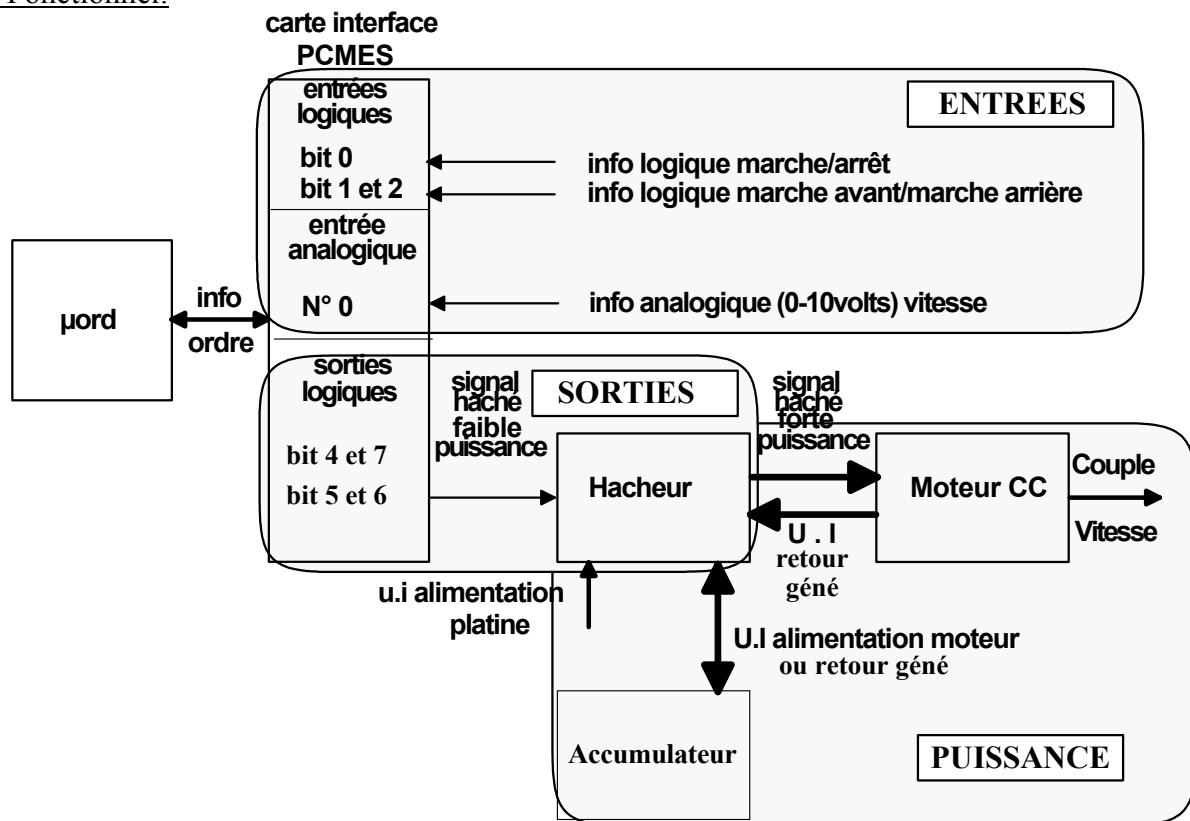 Fonctionnel.
carte interface
PCMES
entrées
logiques
ENTREES
bit 0
info logique marche/arrêt
bit 1 et 2
info logique marche avant/marche arrière
entrée
analogique
µord
info
ordre
N° 0
info analogique (0-10volts) vitesse
sorties
logiques
signal
haché
faible
puissance
SORTIES
signal
haché
forte
puissance
bit 4 et 7
bit 5 et 6
Hacheur
Moteur CC
Couple
Vitesse
U . I
retour
géné
u.i alimentation
platine
U.I alimentation moteur
ou retour géné
Accumulateur
PUISSANCE